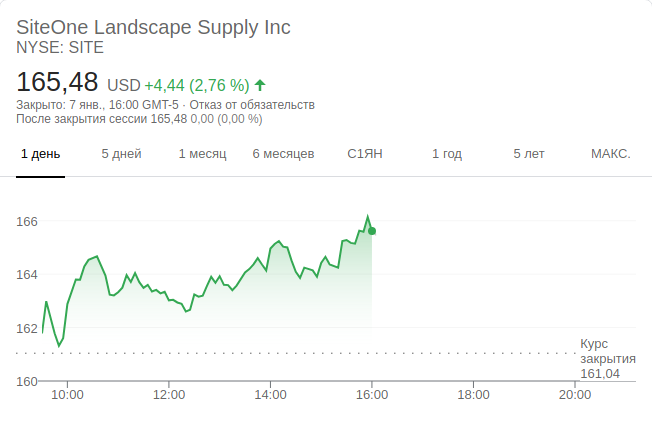 SiteOne Landscape Supply Inc
NYSE: SITE
165,48 USD +4,44 (2,76 %)
Закрыто: 7 янв., 16:00 GMT-5 · Отказ от обязательств
После закрытия сессии 165,48 0,00 (0,00 %)
1 день 5 дней 1 месяц 6 месяцев С1ЯН 1 год 5 лет МАКС.
166
164
162
160
Курс
закрытия
161,04
10:00 12:00 14:00 16:00 18:00 20:00